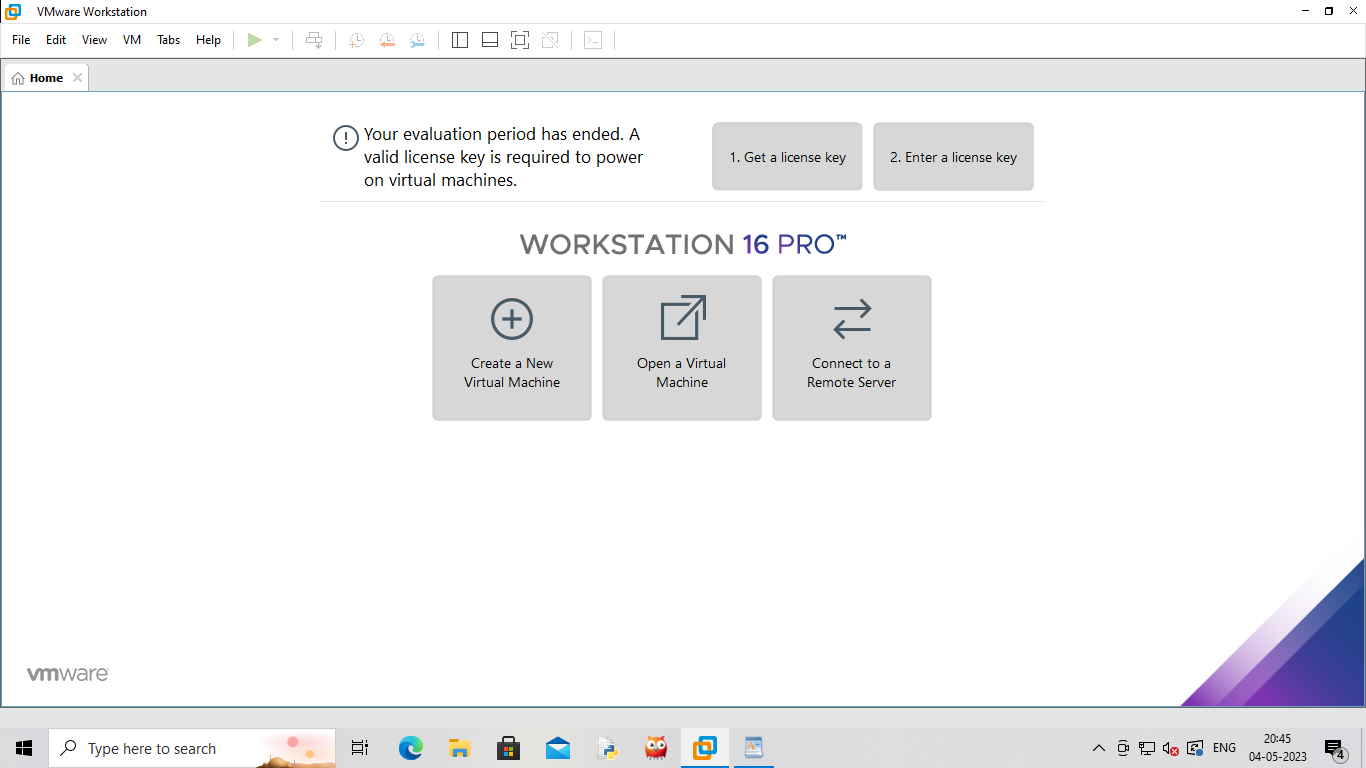 VMware Workstation
File Edit View VM Tabs Help
Home
Your evaluation period has ended. A
valid license key is required to power
on virtual machines.
1. Get a license key
2. Enter a license key
WORKSTATION 16 PRO™
Create a New
Virtual Machine
Open a Virtual
Machine
Connect to a
Remote Server
vmware
Type here to search
ENG
20:45
04-05-2023
4